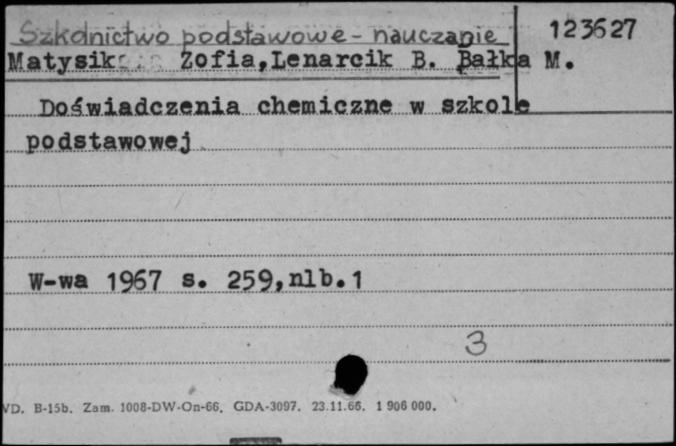 Szkolnictwo podstawowe - nauczanie 123627
Matysik Zofia, Lenarcik B. Bałka M.
Doświadczenia chemiczne w szkole
podstawowej
W-wa 1967 s. 259, nlb. 1
3
VD. B-15b. Zam. 1008-DW-On-66. GDA-3097. 23.11.66. 1 906 000.